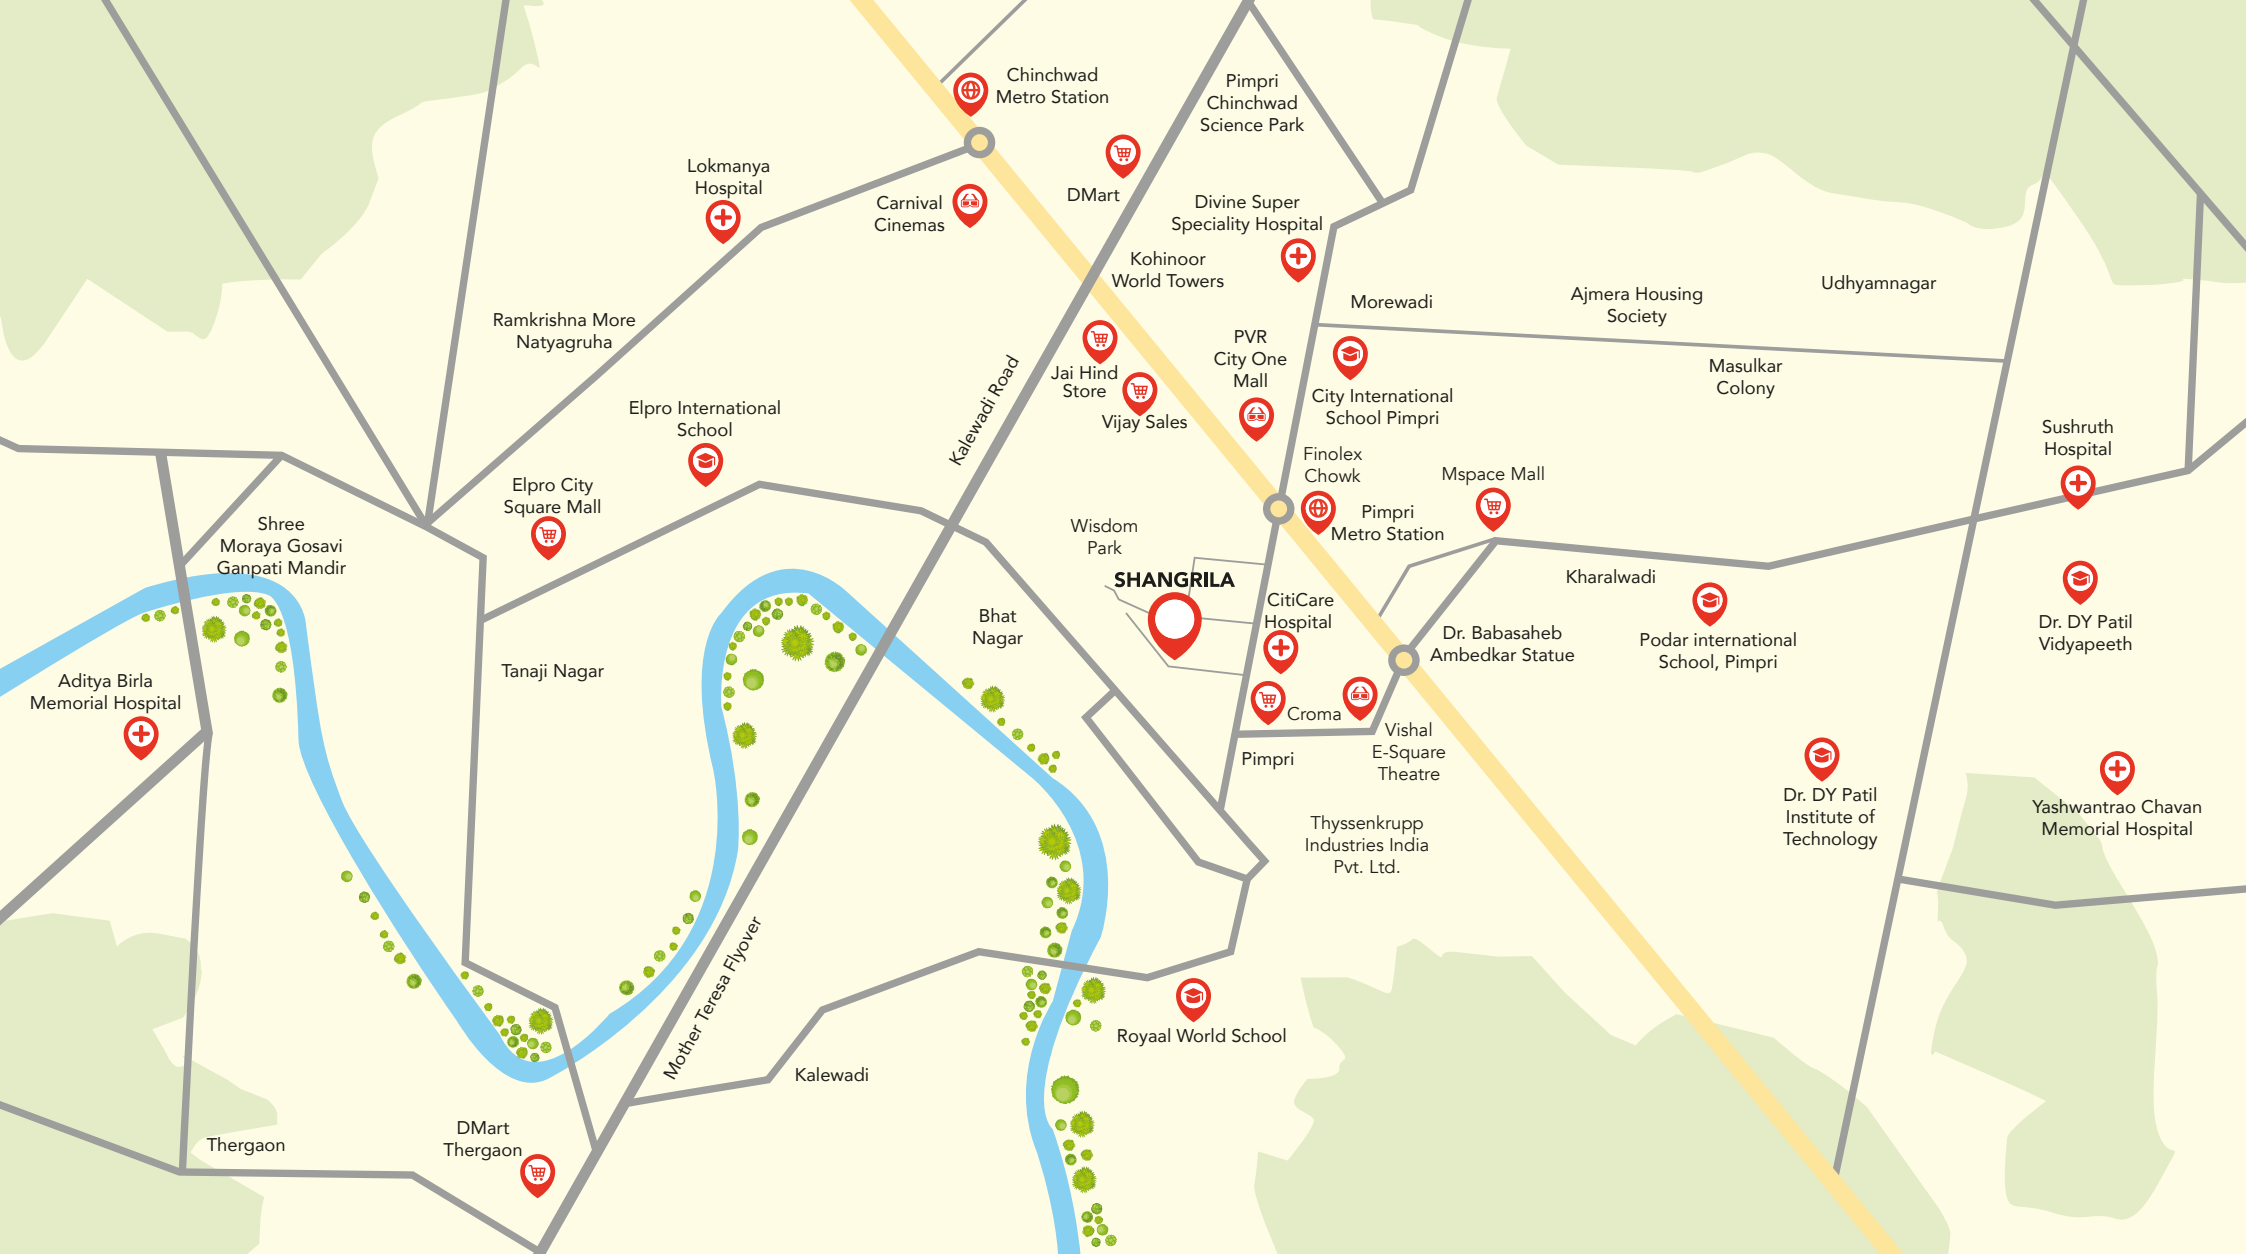 Chinchwad
Metro Station
Pimpri
Chinchwad
Science Park
Lokmanya
Hospital
Carnival
Cinemas
DMart
Divine Super
Speciality Hospital
Kohinoor
World Towers
Morewadi
Ajmera Housing
Society
Udhyamnagar
Ramkrishna More
Natyagruha
Jai Hind
Store
Vijay Sales
PVR
City One
Mall
City International
School Pimpri
Masulkar
Colony
Kalewadi Road
Elpro International
School
Elpro City
Square Mall
Finolex
Chowk
Mspace Mall
Sushruth
Hospital
Shree
Moraya Gosavi
Ganpati Mandir
Wisdom
Park
Pimpri
Metro Station
SHANGRILA
Kharalwadi
CitiCare
Hospital
Bhat
Nagar
Dr. Babasaheb
Ambedkar Statue
Podar international
School, Pimpri
Dr. DY Patil
Vidyapeeth
Tanaji Nagar
Aditya Birla
Memorial Hospital
Croma
Vishal
E-Square
Theatre
Pimpri
Dr. DY Patil
Institute of
Technology
Yashwantrao Chavan
Memorial Hospital
Thyssenkrupp
Industries India
Pvt. Ltd.
Mother Teresa Flyover
Royaal World School
Kalewadi
Thergaon
DMart
Thergaon